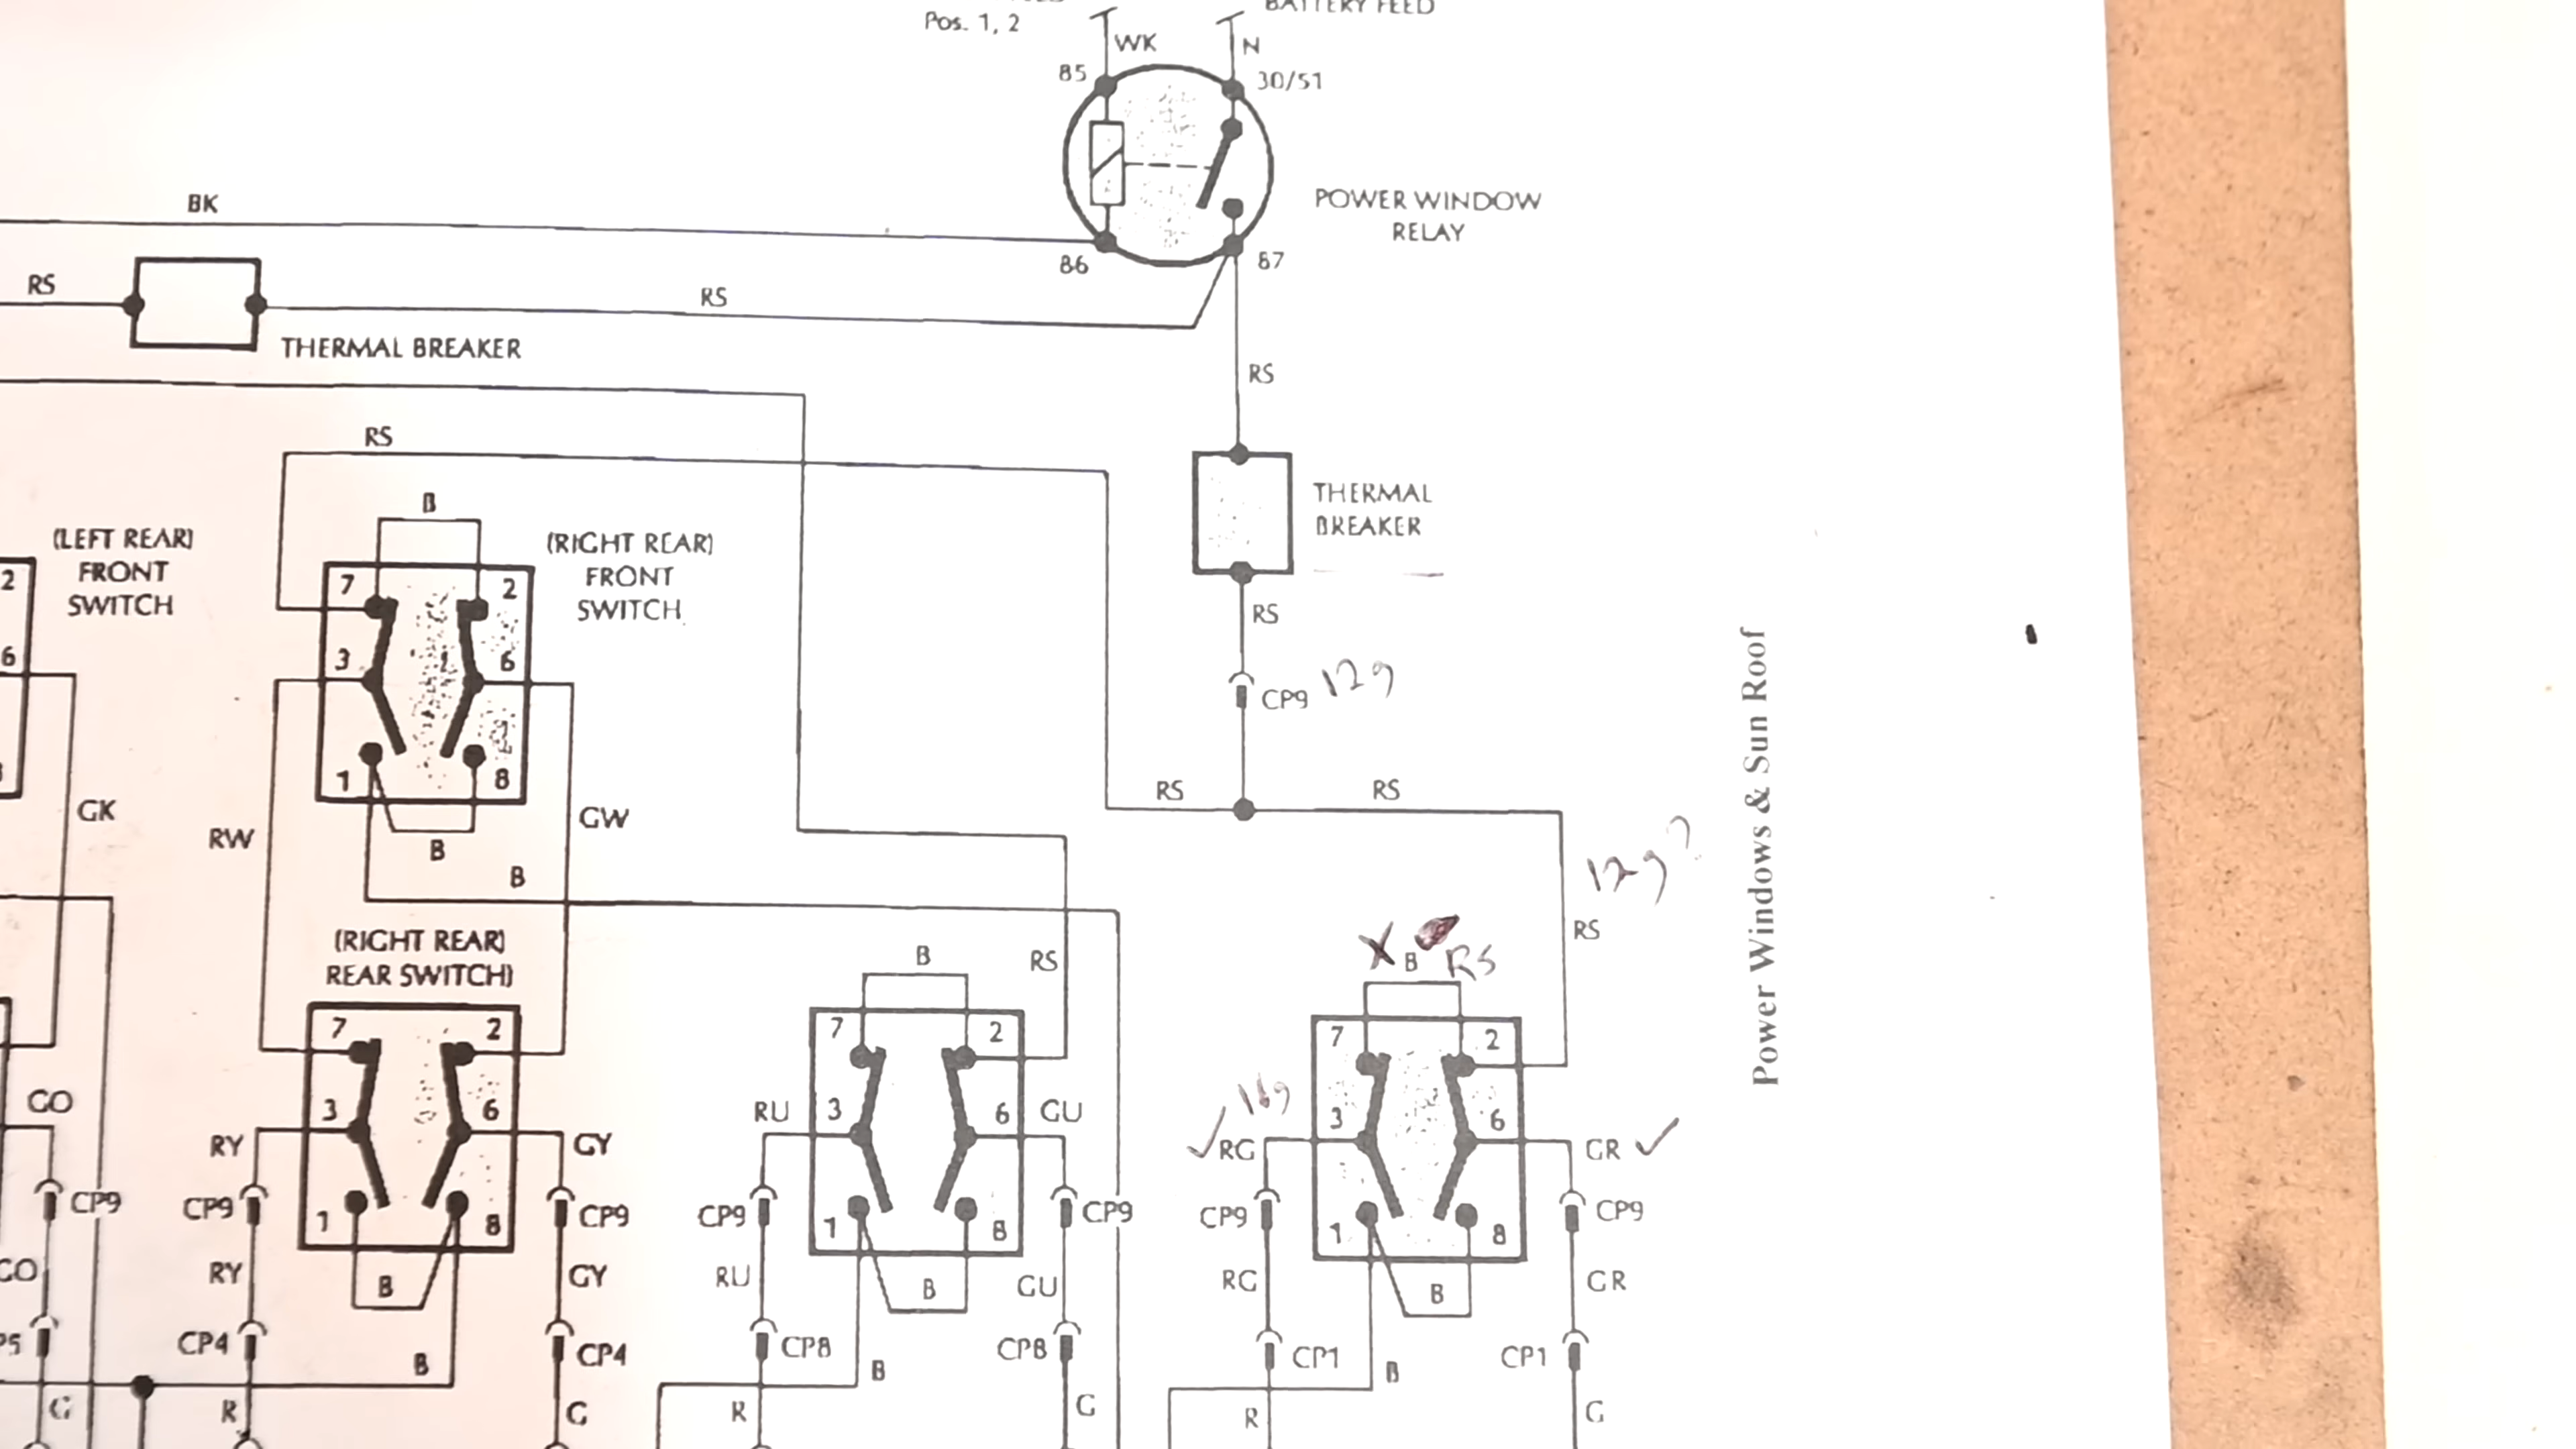 Pos. 1, 2
WK
N
85
30/51
POWER WINDOW
RELAY
86
87
BK
RS
RS
THERMAL BREAKER
RS
RS
THERMAL
BREAKER
RS
CP9
129
RS
RS
129?
RS
B
(LEFT REAR)
FRONT
SWITCH
2
6
(RIGHT REAR)
FRONT
SWITCH
7
2
3
6
1
8
B
B
GK
RW
GW
(RIGHT REAR)
REAR SWITCH)
7
2
3
6
1
8
GO
RY
GY
CP9
CP9
CP9
GO
RY
GY
B
CP4
CP4
B
G
R
G
B
RS
7
2
3
6
1
8
RU
GU
CP9
CP9
RU
GU
B
CP8
CP8
B
R
G
X
B
RS
7
2
3
6
1
8
RG
GR
CP9
CP9
RG
GR
B
CP1
CP1
B
R
G
Power Windows & Sun Roof